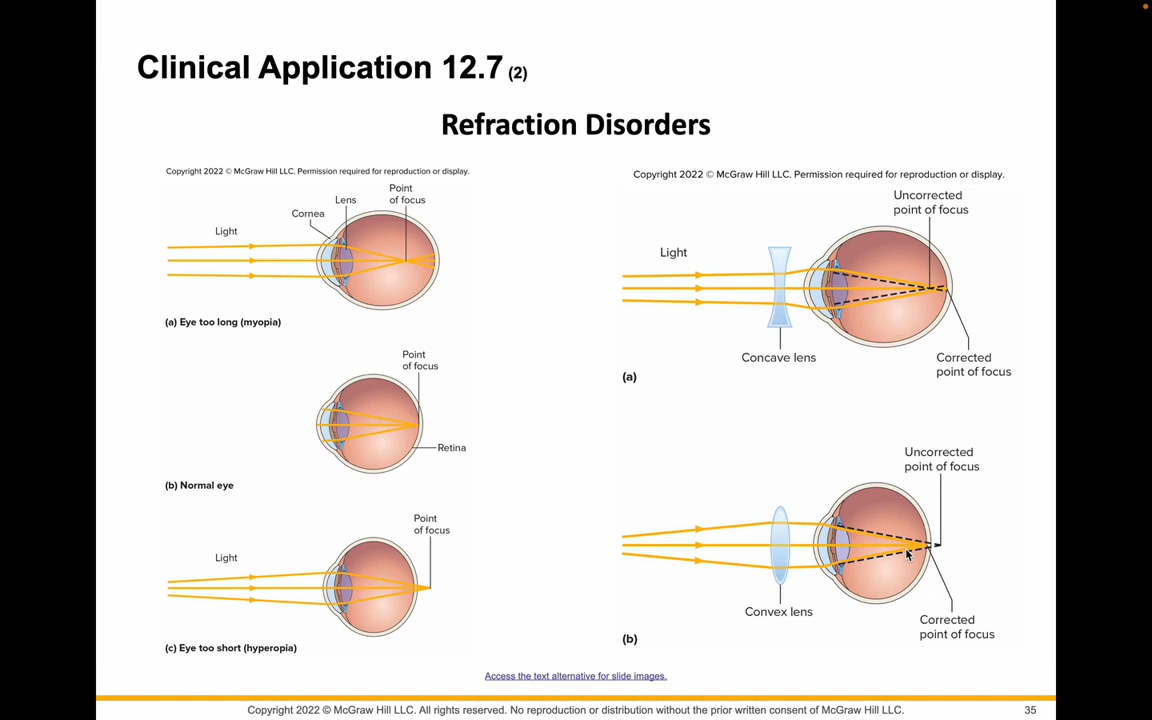 Clinical Application 12.7 (2)
Refraction Disorders
Copyright 2022 © McGraw Hill LLC. Permission required for reproduction or display.
Point
of focus
Lens
Cornea
Light
(a) Eye too long (myopia)
Point
of focus
Retina
(b) Normal eye
Point
of focus
Light
(c) Eye too short (hyperopia)
Copyright 2022 © McGraw Hill LLC. Permission required for reproduction or display.
Uncorrected
point of focus
Light
Concave lens
Corrected
point of focus
(a)
Uncorrected
point of focus
Convex lens
Corrected
point of focus
(b)
Access the text alternative for slide images.
Copyright 2022 © McGraw Hill LLC. All rights reserved. No reproduction or distribution without the prior written consent of McGraw Hill LLC.
35